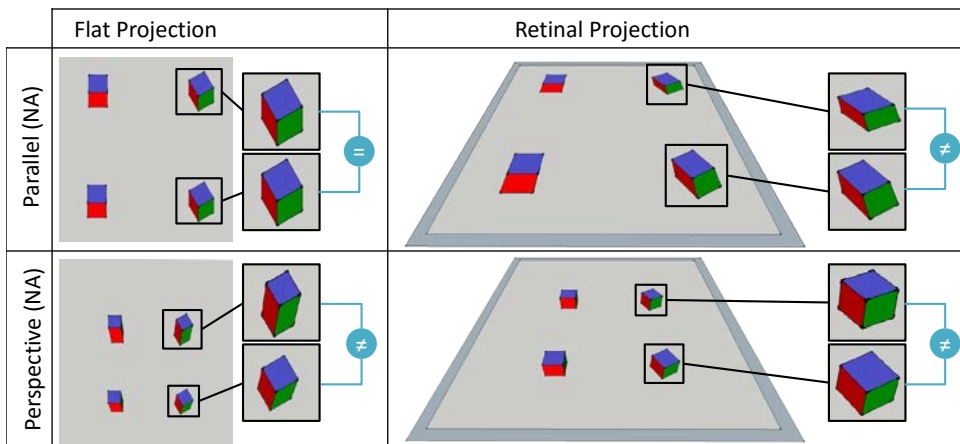 Flat Projection
Retinal Projection
Parallel (NA)
=
≠
Perspective (NA)
≠
≠